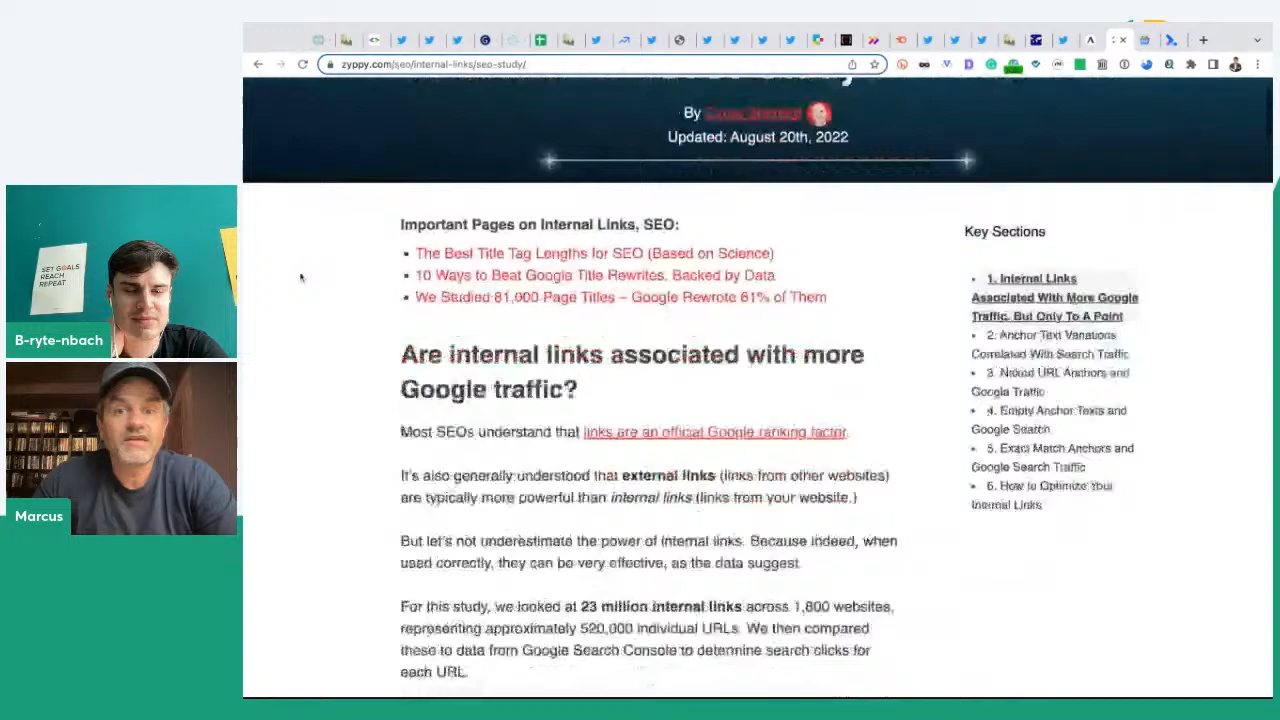 zyppy.com/seo/internal-links/seo-study/
By
Updated: August 20th, 2022
Important Pages on Internal Links, SEO:
The Best Title Tag Lengths for SEO (Based on Science)
10 Ways to Beat Google Title Rewrites, Backed by Data
We Studied 81,000 Page Titles – Google Rewrote 61% of Them
Are internal links associated with more
Google traffic?
Most SEOs understand that links are an official Google ranking factor.
It's also generally understood that external links (links from other websites)
are typically more powerful than internal links (links from your website.)
But let's not underestimate the power of internal links. Because indeed, when
used correctly, they can be very effective, as the data suggest.
For this study, we looked at 23 million internal links across 1,800 websites,
representing approximately 520,000 individual URLs. We then compared
these to data from Google Search Console to determine search clicks for
each URL.
Key Sections
1. Internal Links
Associated With More Google
Traffic, But Only To A Point
2. Anchor Text Variations
Correlated With Search Traffic
3. Naked URL Anchors and
Google Traffic
4. Empty Anchor Texts and
Google Search
5. Exact Match Anchors and
Google Search Traffic
6. How to Optimize Your
Internal Links
SET GOALS
REACH
REPEAT
B-ryte-nbach
Marcus